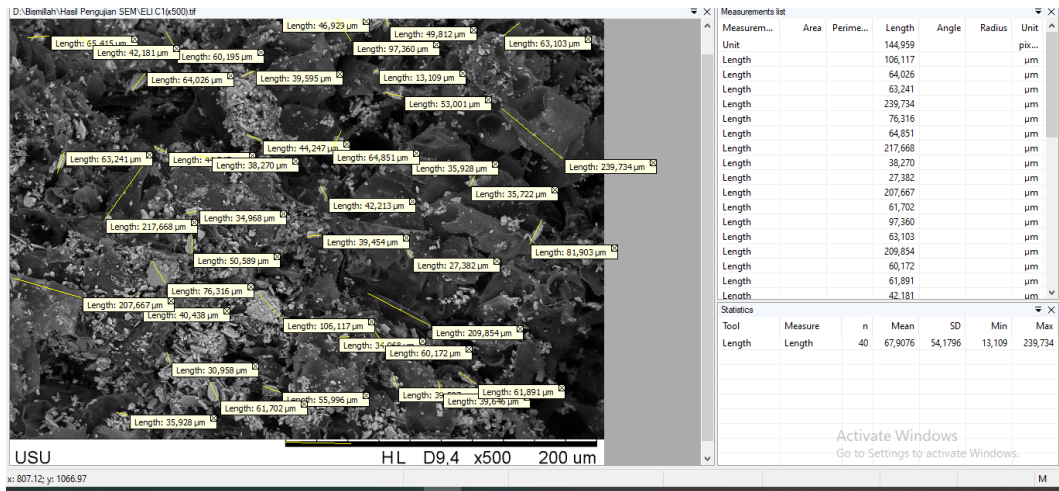 D:\Bismillah\Hasil Pengujian SEM\ELI C1(x500).tif
Length: 46,929 µm
Length: 49,812 µm
Length: 65,415 µm
Length: 97,360 µm
Length: 63,103 µm
Length: 42,181 µm
Length: 60,195 µm
Length: 64,026 µm
Length: 39,595 µm
Length: 13,109 µm
Length: 53,001 µm
Length: 44,247 µm
Length: 63,241 µm
Length: 38,270 µm
Length: 64,851 µm
Length: 35,928 µm
Length: 239,734 µm
Length: 35,722 µm
Length: 42,213 µm
Length: 34,968 µm
Length: 217,668 µm
Length: 39,454 µm
Length: 81,903 µm
Length: 50,589 µm
Length: 27,382 µm
Length: 76,316 µm
Length: 207,667 µm
Length: 40,438 µm
Length: 106,117 µm
Length: 209,854 µm
Length:
Length: 60,172 µm
Length: 30,958 µm
Length: 61,891 µm
Length: 55,996 µm
Length:
Length: 39,646 µm
Length: 61,702 µm
Length: 35,928 µm
USU HL D9,4 x500 200 um
x: 807.12; y: 1066.97
Measurements list
Measurem... Area Perime... Length Angle Radius Unit
Unit 144,959 pix...
Length 106,117 µm
Length 64,026 µm
Length 63,241 µm
Length 239,734 µm
Length 76,316 µm
Length 64,851 µm
Length 217,668 µm
Length 38,270 µm
Length 27,382 µm
Length 207,667 µm
Length 61,702 µm
Length 97,360 µm
Length 63,103 µm
Length 209,854 µm
Length 60,172 µm
Length 61,891 µm
Length 42,181 µm
Statistics
Tool Measure n Mean SD Min Max
Length Length 40 67,9076 54,1796 13,109 239,734
Activate Windows
Go to Settings to activate Windows.
M